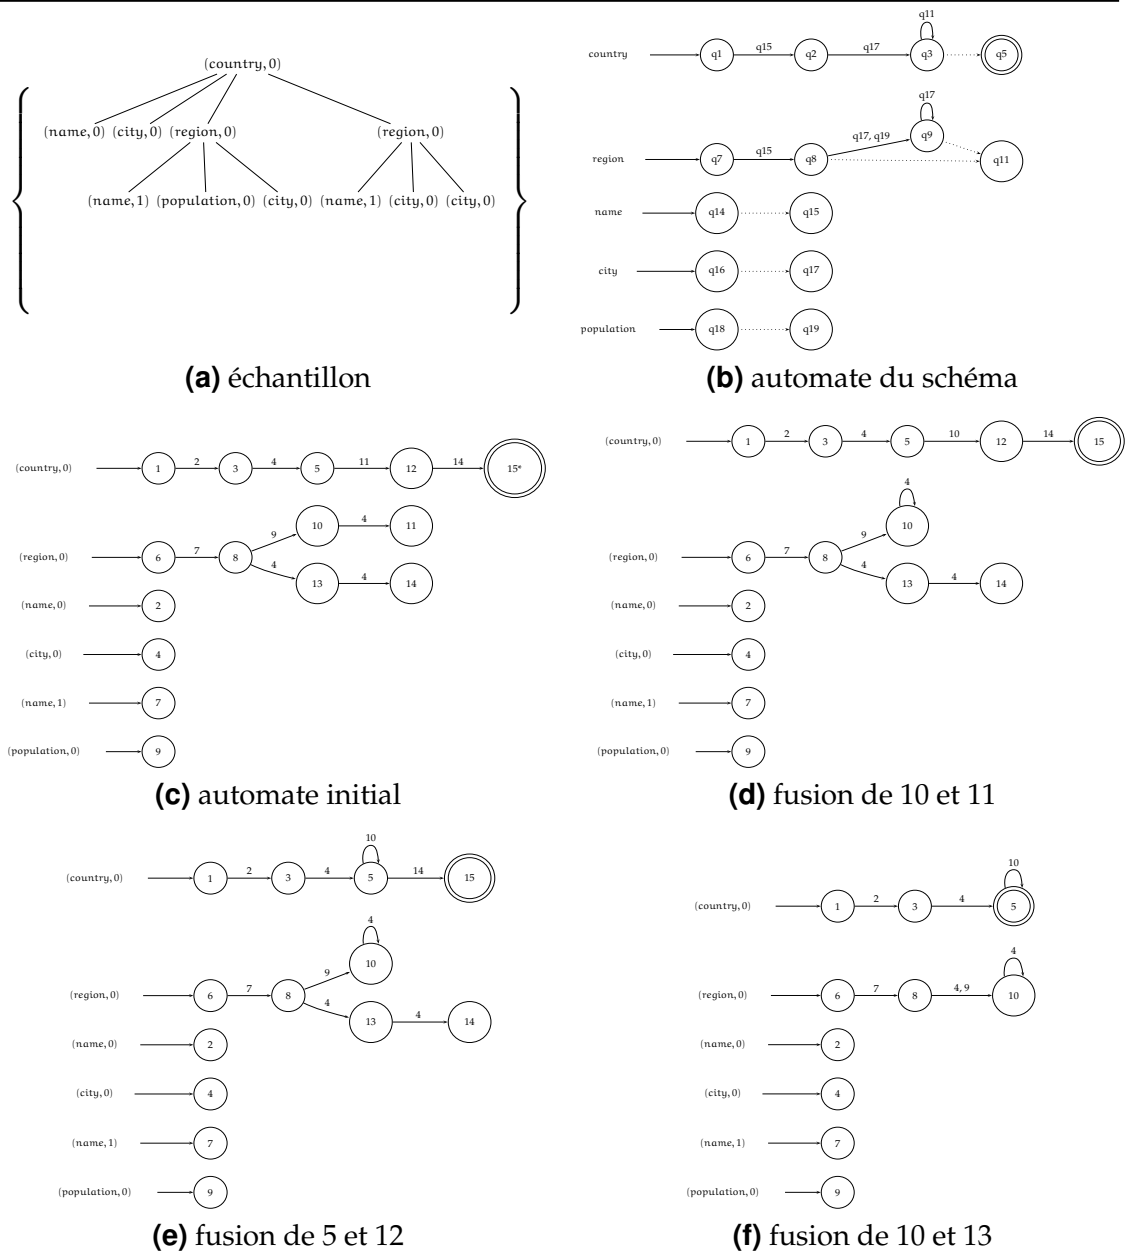 (country, 0)
(name, 0) (city, 0) (region, 0) (region, 0)
(name, 1) (population, 0) (city, 0) (name, 1) (city, 0) (city, 0)
(a) échantillon
q11
country q1 q15 q2 q17 q3 q5
q17
region q7 q15 q8 q17, q19 q9 q11
name q14 q15
city q16 q17
population q18 q19
(b) automate du schéma
(country, 0) 1 2 3 4 5 11 12 14 15*
(region, 0) 6 7 8 9 10 4 11
4 13 4 14
(name, 0) 2
(city, 0) 4
(name, 1) 7
(population, 0) 9
(c) automate initial
(country, 0) 1 2 3 4 5 10 12 14 15
4
(region, 0) 6 7 8 9 10
4 13 4 14
(name, 0) 2
(city, 0) 4
(name, 1) 7
(population, 0) 9
(d) fusion de 10 et 11
10
(country, 0) 1 2 3 4 5 14 15
4
(region, 0) 6 7 8 9 10
4 13 4 14
(name, 0) 2
(city, 0) 4
(name, 1) 7
(population, 0) 9
(e) fusion de 5 et 12
10
(country, 0) 1 2 3 4 5
4
(region, 0) 6 7 8 4, 9 10
(name, 0) 2
(city, 0) 4
(name, 1) 7
(population, 0) 9
(f) fusion de 10 et 13